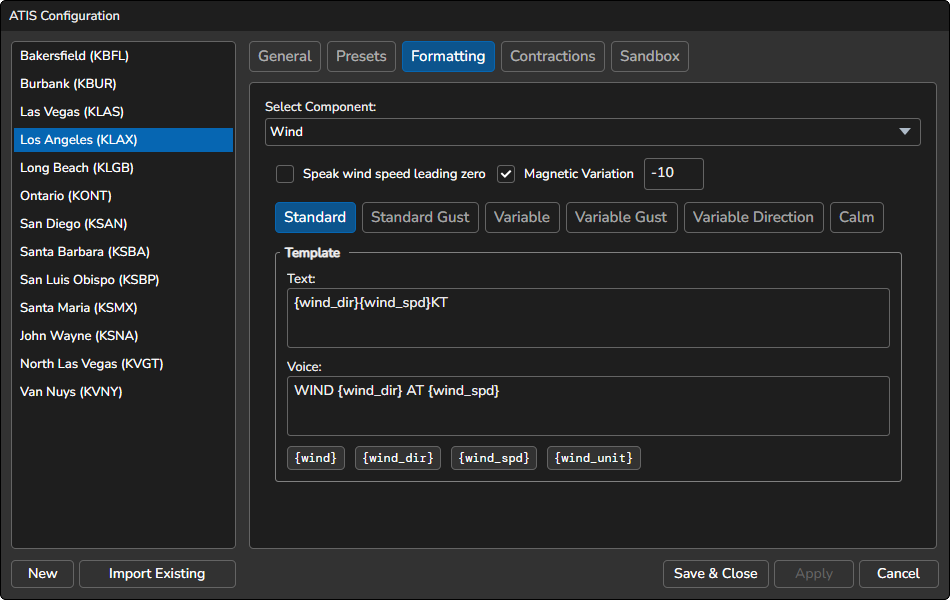 ATIS Configuration
Bakersfield (KBFL)
Burbank (KBUR)
Las Vegas (KLAS)
Los Angeles (KLAX)
Long Beach (KLGB)
Ontario (KONT)
San Diego (KSAN)
Santa Barbara (KSBA)
San Luis Obispo (KSBP)
Santa Maria (KSMX)
John Wayne (KSNA)
North Las Vegas (KVGT)
Van Nuys (KVNY)
New Import Existing
General Presets Formatting Contractions Sandbox
Select Component:
Wind
Speak wind speed leading zero Magnetic Variation -10
Standard Standard Gust Variable Variable Gust Variable Direction Calm
Template
Text:
{wind_dir}{wind_spd}KT
Voice:
WIND {wind_dir} AT {wind_spd}
{wind} {wind_dir} {wind_spd} {wind_unit}
Save & Close Apply Cancel